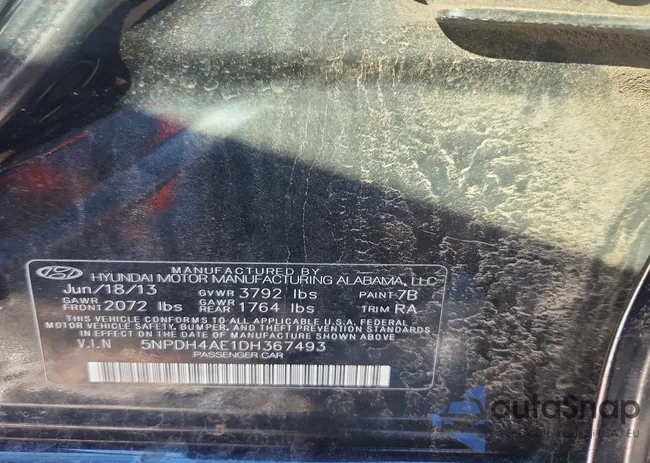 MANUFACTURED BY
HYUNDAI MOTOR MANUFACTURING ALABAMA, LLC
Jun/18/13 GVWR 3792 lbs PAINT 7B
GAWR FRONT 2072 lbs GAWR REAR 1764 lbs TRIM RA
THIS VEHICLE CONFORMS TO ALL APPLICABLE U.S.A. FEDERAL
MOTOR VEHICLE SAFETY, BUMPER, AND THEFT PREVENTION STANDARDS
IN EFFECT ON THE DATE OF MANUFACTURE SHOWN ABOVE
V.I.N 5NPDH4AE1DH367493
PASSENGER CAR
autoSnap